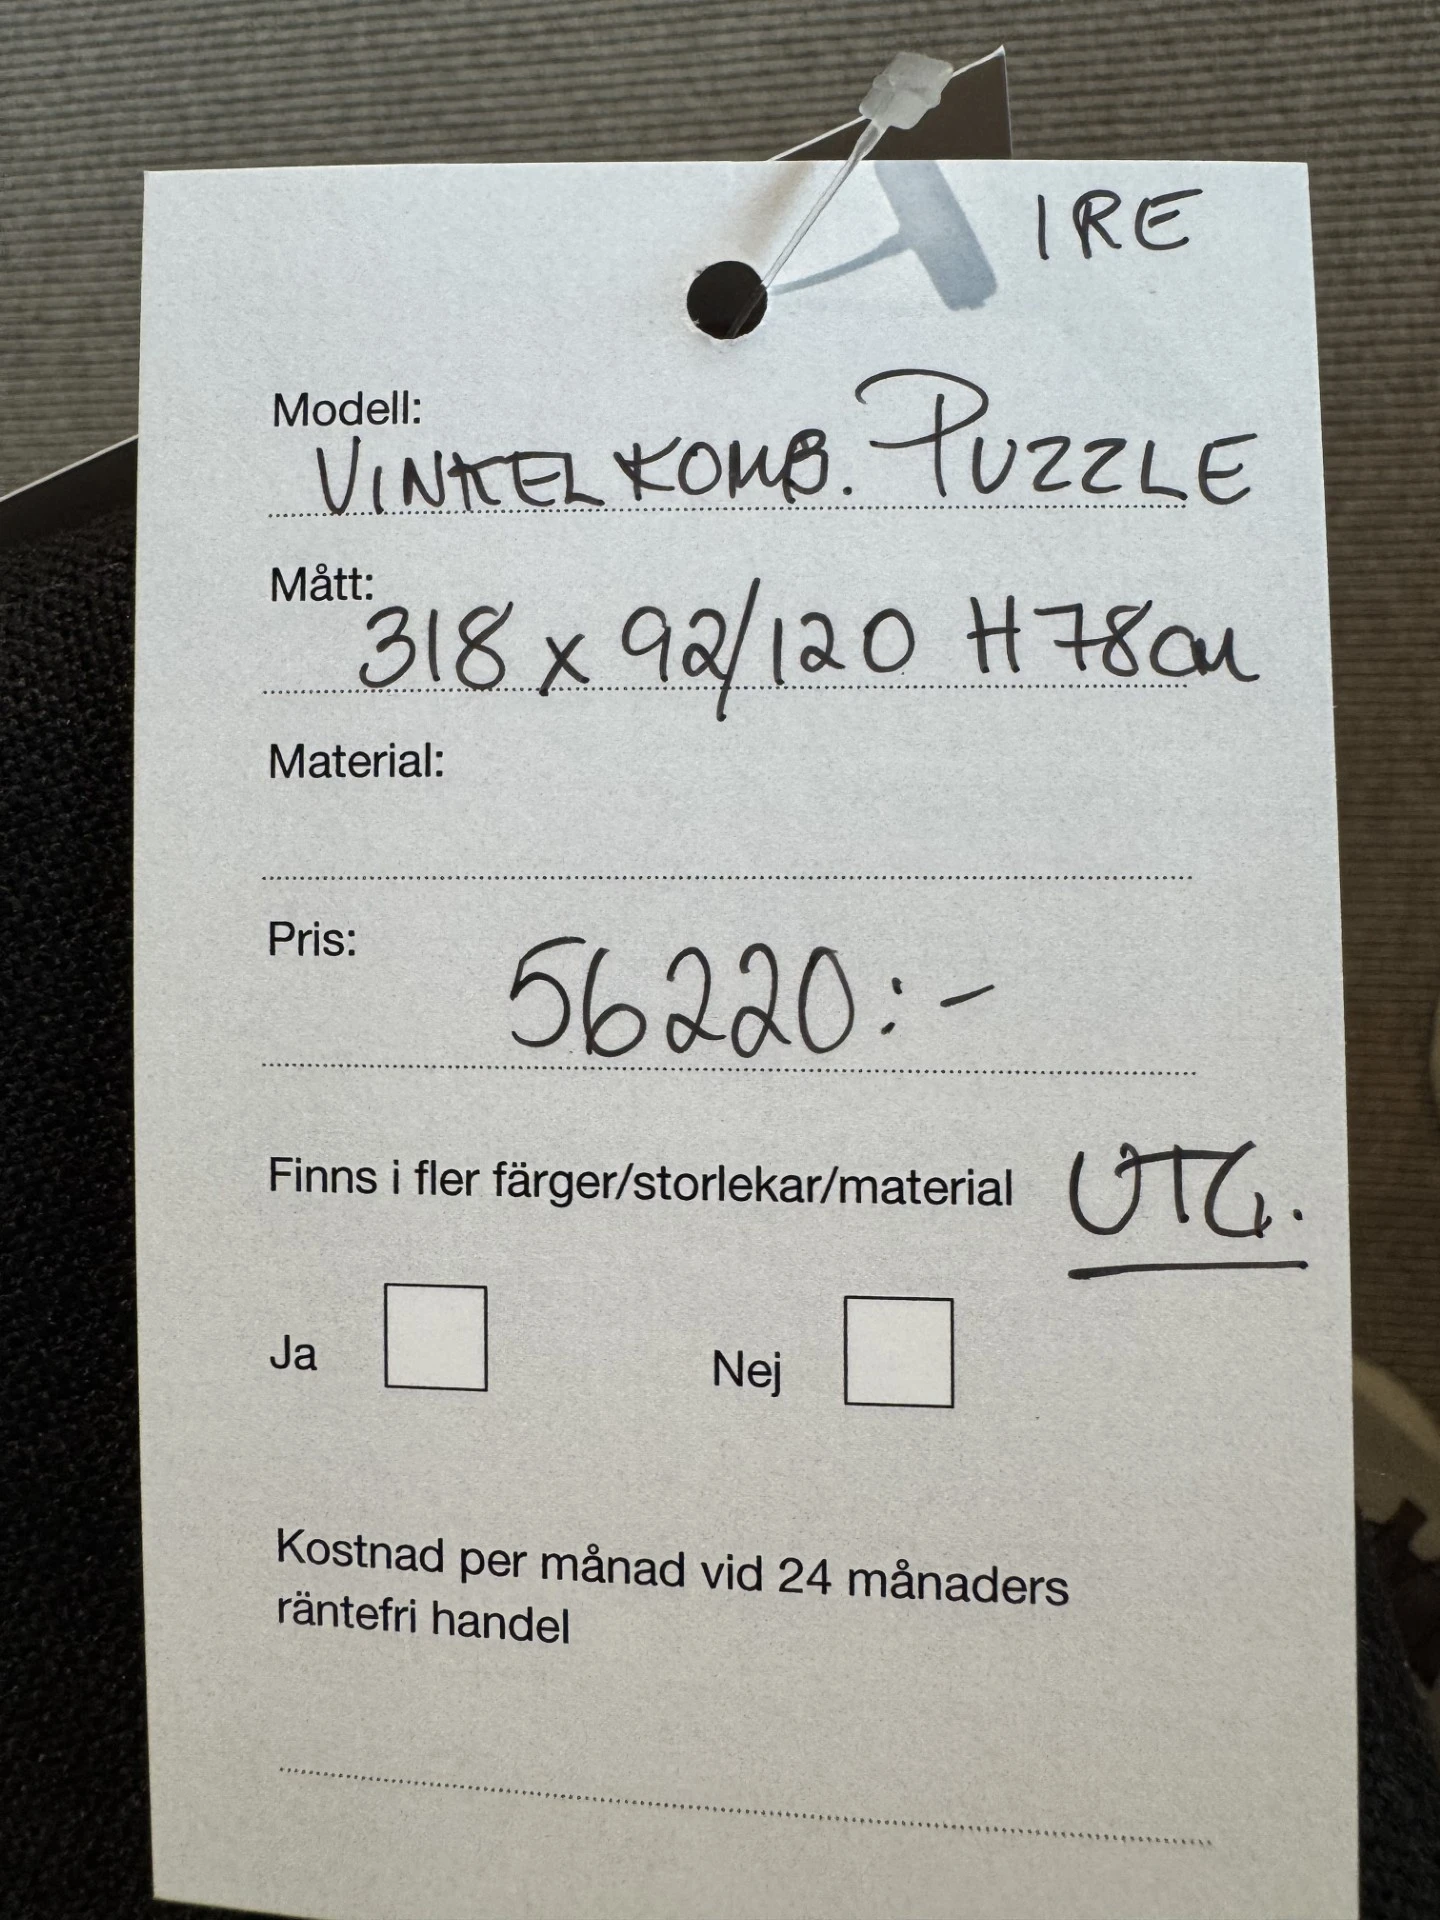 IRE
Modell:
VINKELKOMB. PUZZLE
Mått:
318 x 92/120 H78cm
Material:
Pris:
56220:-
Finns i fler färger/storlekar/material UTG.
Ja Nej
Kostnad per månad vid 24 månaders
räntefri handel